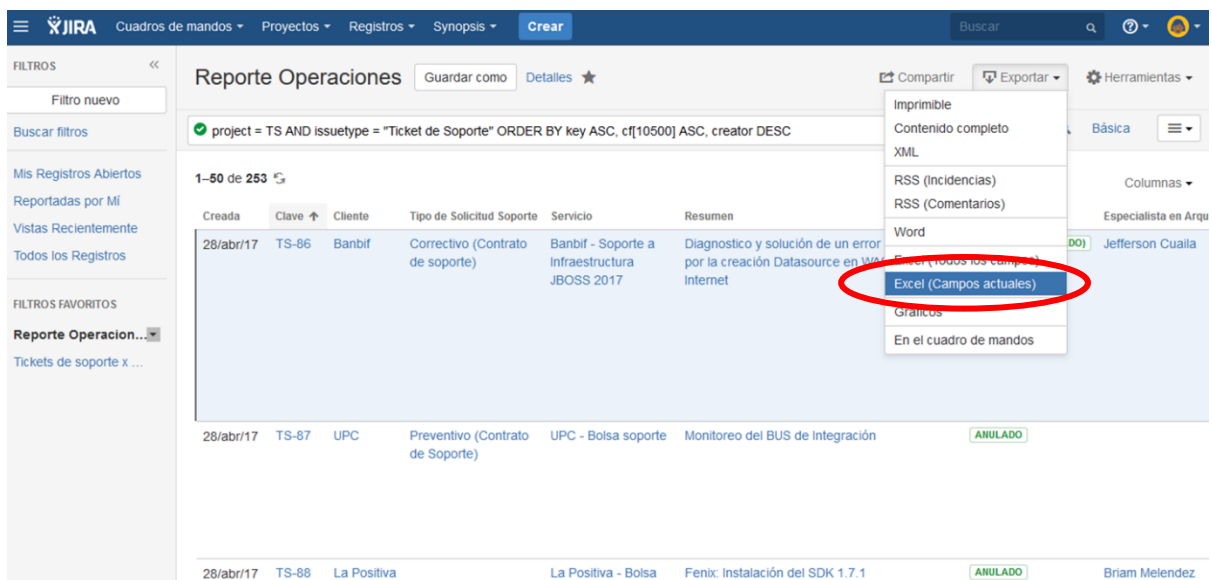 JIRA Cuadros de mandos Proyectos Registros Synopsis Crear Buscar
FILTROS
Filtro nuevo
Buscar filtros
Mis Registros Abiertos
Reportadas por Mí
Vistas Recientemente
Todos los Registros
FILTROS FAVORITOS
Reporte Operacion...
Tickets de soporte x ...
Reporte Operaciones Guardar como Detalles Compartir Exportar Herramientas
project = TS AND issuetype = "Ticket de Soporte" ORDER BY key ASC, cf[10500] ASC, creator DESC Básica
Imprimible
Contenido completo
XML
RSS (Incidencias)
RSS (Comentarios)
Word
Excel (Todos los campos)
Excel (Campos actuales)
Gráficos
En el cuadro de mandos
1–50 de 253 Columnas
Creada Clave Cliente Tipo de Solicitud Soporte Servicio Resumen Especialista en Arqu
28/abr/17 TS-86 Banbif Correctivo (Contrato Banbif - Soporte a Diagnostico y solución de un error DO) Jefferson Cuaila
de soporte) Infraestructura por la creación Datasource en
JBOSS 2017 Internet
28/abr/17 TS-87 UPC Preventivo (Contrato UPC - Bolsa soporte Monitoreo del BUS de Integración ANULADO
de Soporte)
28/abr/17 TS-88 La Positiva La Positiva - Bolsa Fenix: Instalación del SDK 1.7.1 ANULADO Briam Melendez